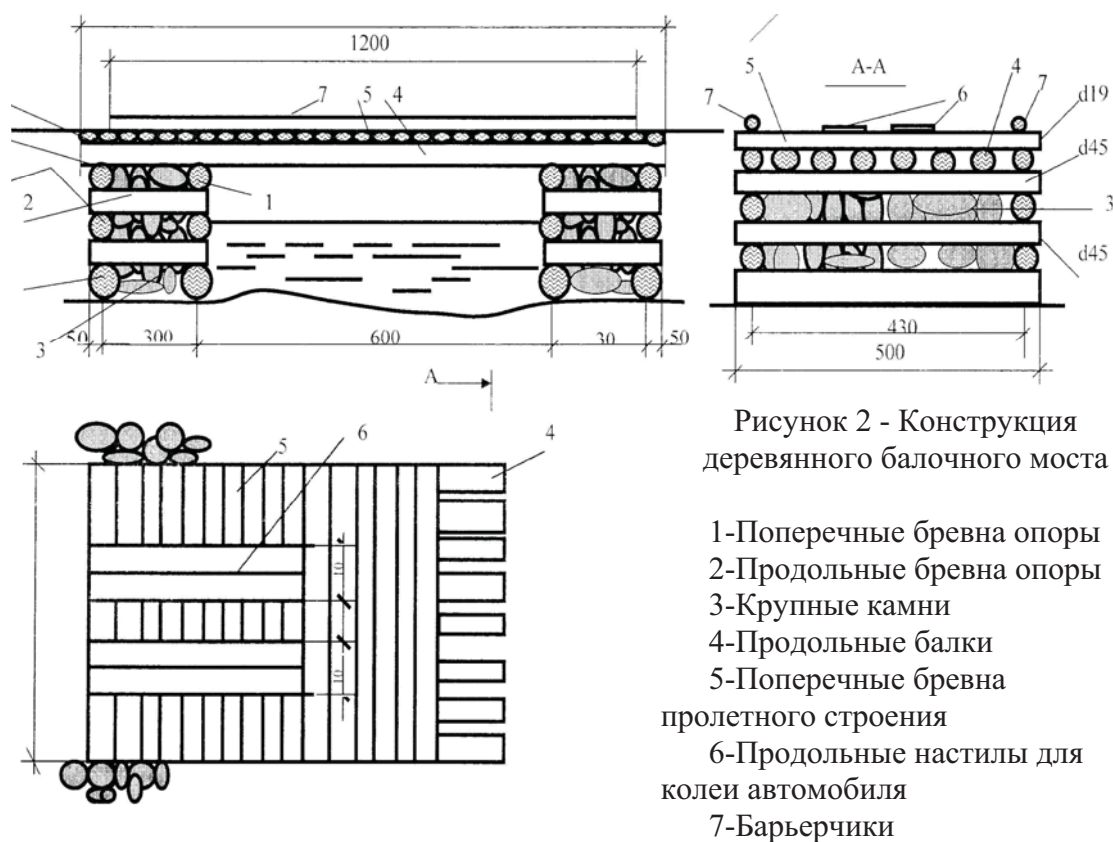 1200
7 5 4
2
1
3
50 300 600 30 50
A
A-A
5 4
7 6 7
d19
d45
3
d45
430
500
5 6 4
10
10
Рисунок 2 - Конструкция
деревянного балочного моста
1-Поперечные бревна опоры
2-Продольные бревна опоры
3-Крупные камни
4-Продольные балки
5-Поперечные бревна
пролетного строения
6-Продольные настилы для
колеи автомобиля
7-Барьерчики